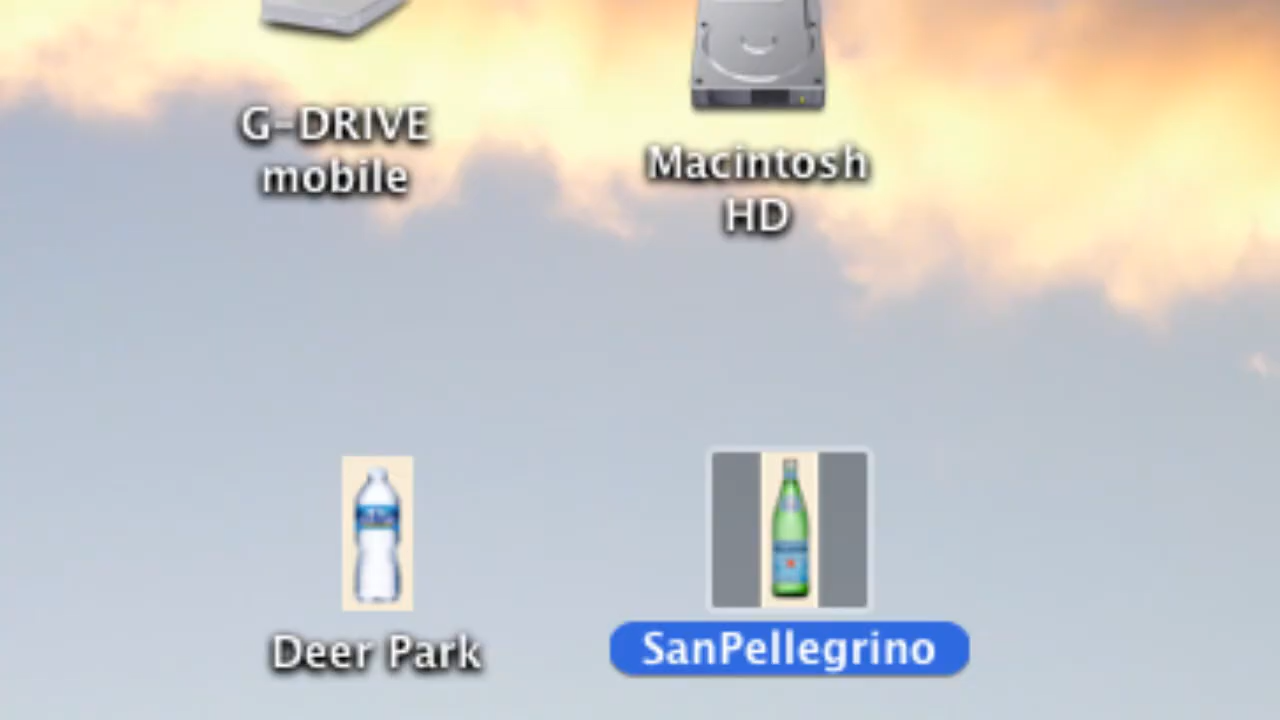 G-DRIVE
mobile
Macintosh
HD
Deer Park
SanPellegrino